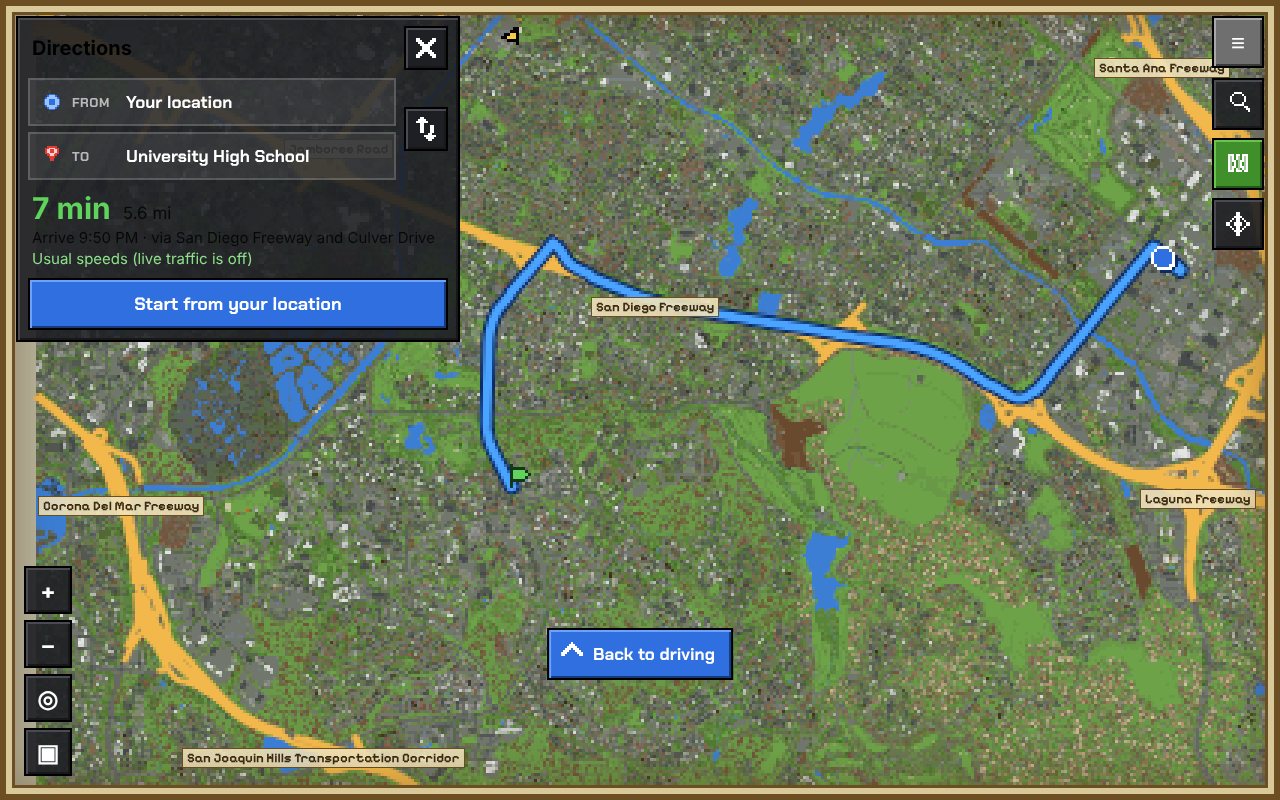 Directions
FROM Your location
Jamboree Road
TO University High School
7 min 5.6 mi
Arrive 9:50 PM · via San Diego Freeway and Culver Drive
Usual speeds (live traffic is off)
Start from your location
Santa Ana Freeway
San Diego Freeway
Laguna Freeway
Corona Del Mar Freeway
Back to driving
San Joaquin Hills Transportation Corridor